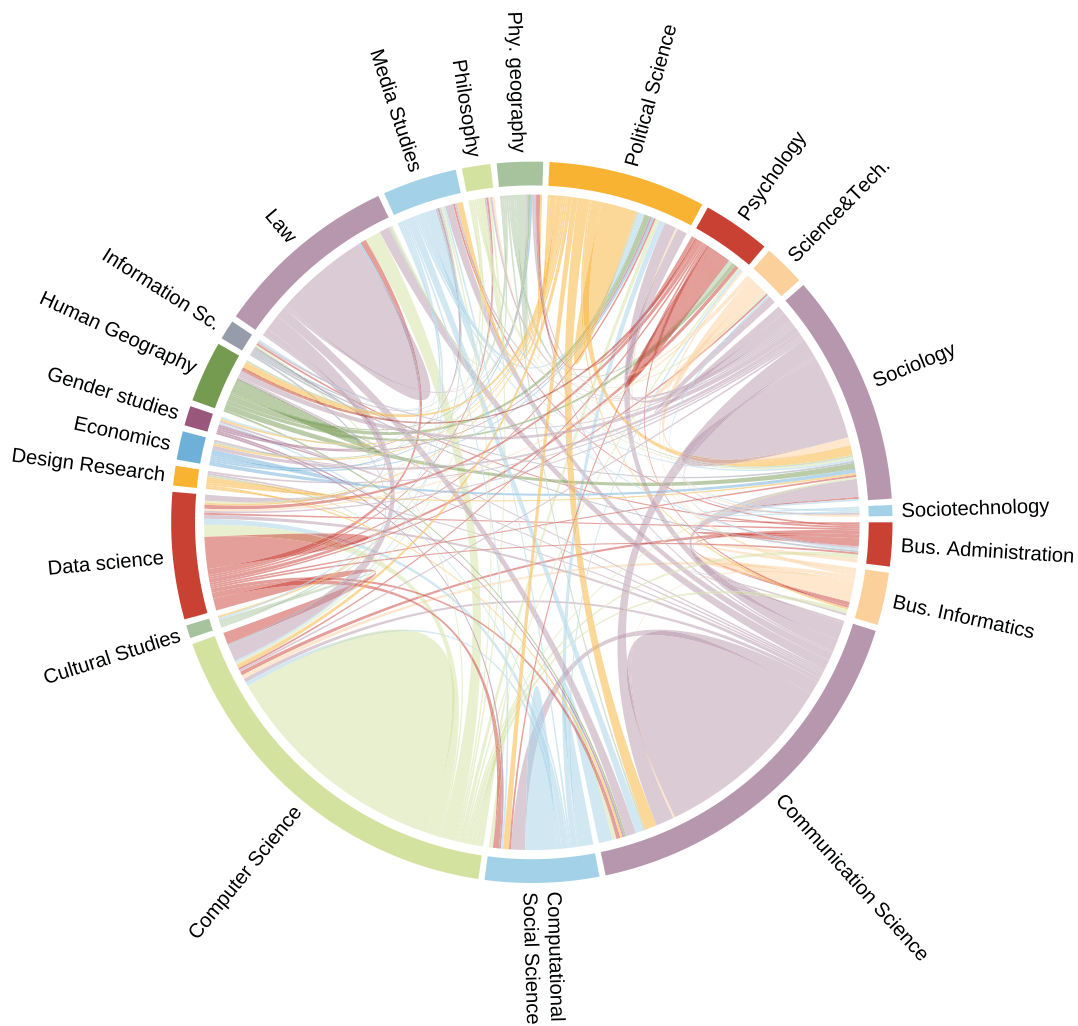 Phy. geography
Political Science
Psychology
Science&Tech.
Sociology
Sociotechnology
Bus. Administration
Bus. Informatics
Communication Science
Computational
Social Science
Computer Science
Cultural Studies
Data science
Design Research
Economics
Gender studies
Human Geography
Information Sc.
Law
Media Studies
Philosophy